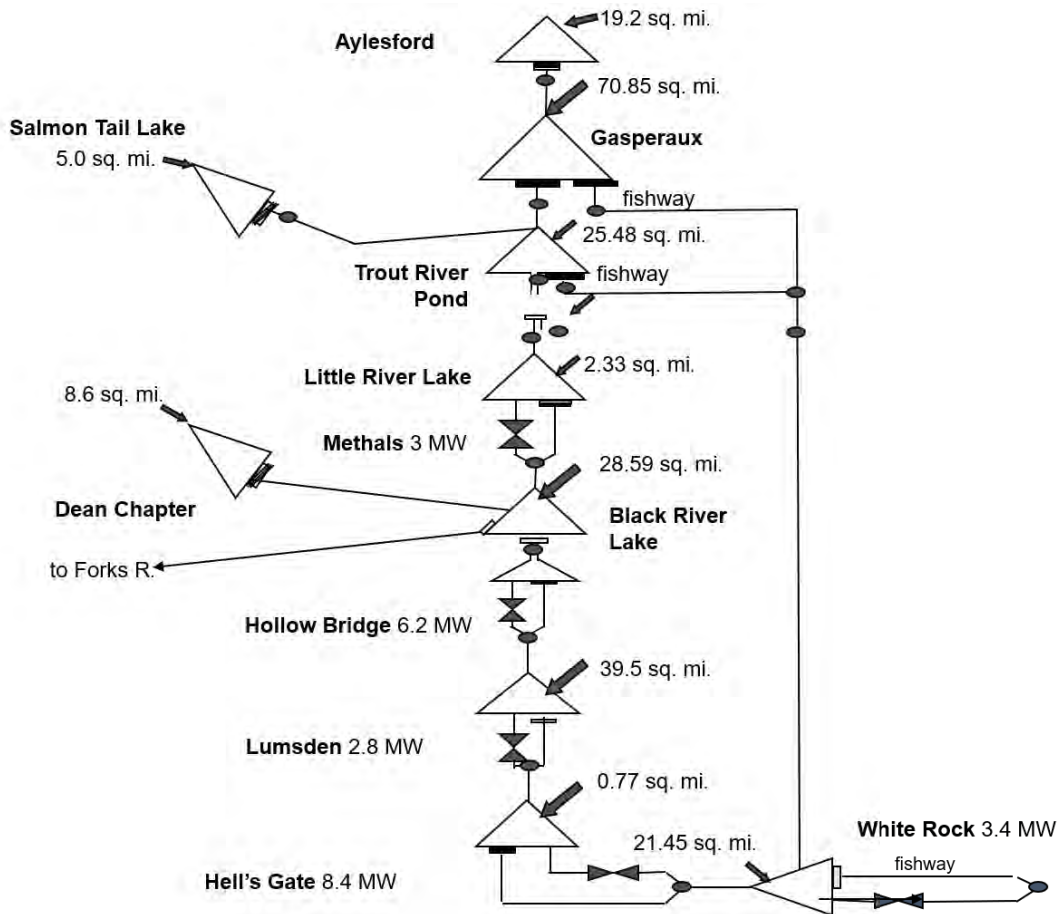 19.2 sq. mi.
Aylesford
70.85 sq. mi.
Salmon Tail Lake
5.0 sq. mi.
Gasperaux
fishway
25.48 sq. mi.
Trout River
Pond
fishway
Little River Lake
2.33 sq. mi.
8.6 sq. mi.
Methals 3 MW
28.59 sq. mi.
Dean Chapter
Black River
Lake
to Forks R.
Hollow Bridge 6.2 MW
39.5 sq. mi.
Lumsden 2.8 MW
0.77 sq. mi.
21.45 sq. mi.
White Rock 3.4 MW
fishway
Hell's Gate 8.4 MW